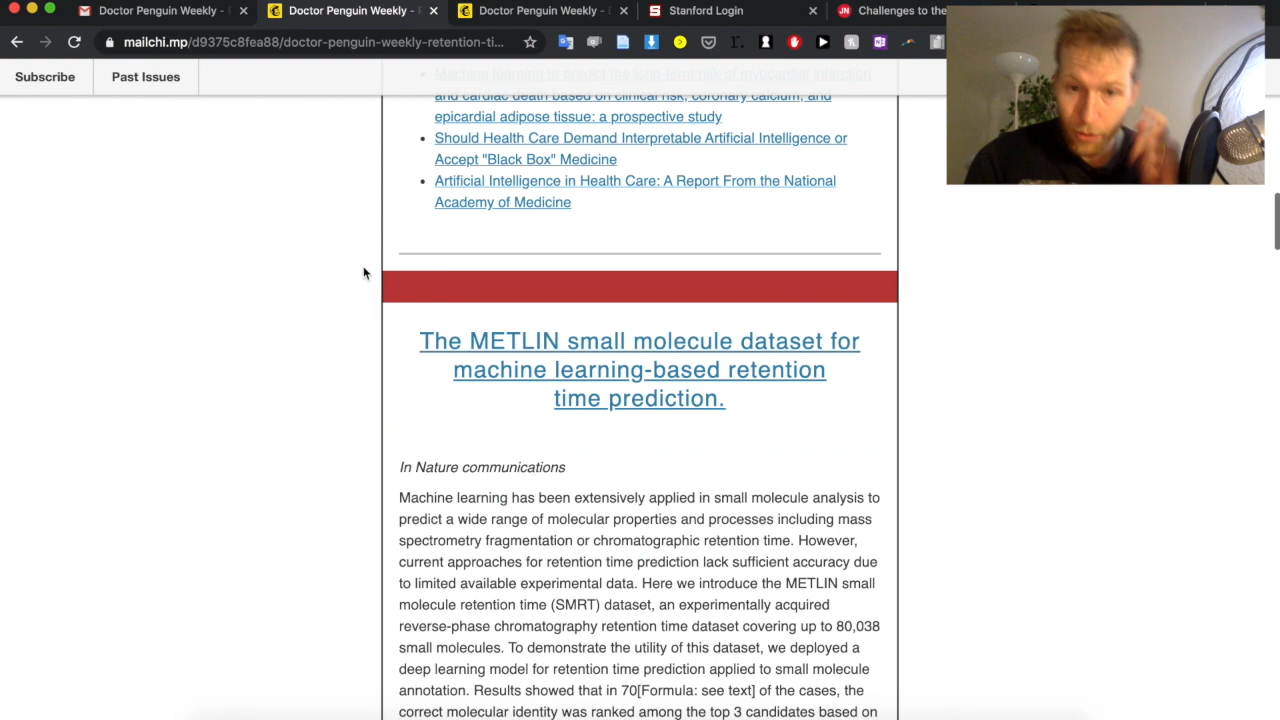 Doctor Penguin Weekly -
Doctor Penguin Weekly -
Doctor Penguin Weekly -
Stanford Login
Challenges to the
mailchi.mp/d9375c8fea88/doctor-penguin-weekly-retention-ti...
Subscribe
Past Issues
Machine learning to predict the long-term risk of myocardial infarction
and cardiac death based on clinical risk, coronary calcium, and
epicardial adipose tissue: a prospective study
Should Health Care Demand Interpretable Artificial Intelligence or
Accept "Black Box" Medicine
Artificial Intelligence in Health Care: A Report From the National
Academy of Medicine
The METLIN small molecule dataset for
machine learning-based retention
time prediction.
In Nature communications
Machine learning has been extensively applied in small molecule analysis to
predict a wide range of molecular properties and processes including mass
spectrometry fragmentation or chromatographic retention time. However,
current approaches for retention time prediction lack sufficient accuracy due
to limited available experimental data. Here we introduce the METLIN small
molecule retention time (SMRT) dataset, an experimentally acquired
reverse-phase chromatography retention time dataset covering up to 80,038
small molecules. To demonstrate the utility of this dataset, we deployed a
deep learning model for retention time prediction applied to small molecule
annotation. Results showed that in 70[Formula: see text] of the cases, the
correct molecular identity was ranked among the top 3 candidates based on